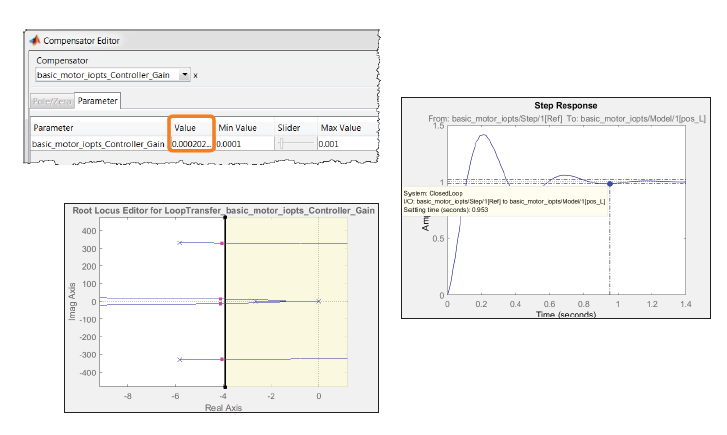 Compensator Editor
Compensator
basic_motor_iopts_Controller_Gain x
Pole/Zero Parameter
Parameter Value Min Value Slider Max Value
basic_motor_iopts_Controller_Gain 0.000202... 0.0001 0.001
Root Locus Editor for LoopTransfer_basic_motor_iopts_Controller_Gain
400
300
200
100
0
-100
-200
-300
-400
Imag Axis
-8 -6 -4 -2 0
Real Axis
Step Response
From: basic_motor_iopts/Step/1[Ref] To: basic_motor_iopts/Model/1[pos_L]
1.5
1
System: ClosedLoop
I/O: basic_motor_iopts/Step/1[Ref] to basic_motor_iopts/Model/1[pos_L]
Settling time (seconds): 0.953
Am
0.5
0
0 0.2 0.4 0.6 0.8 1 1.2 1.4
Time (seconds)